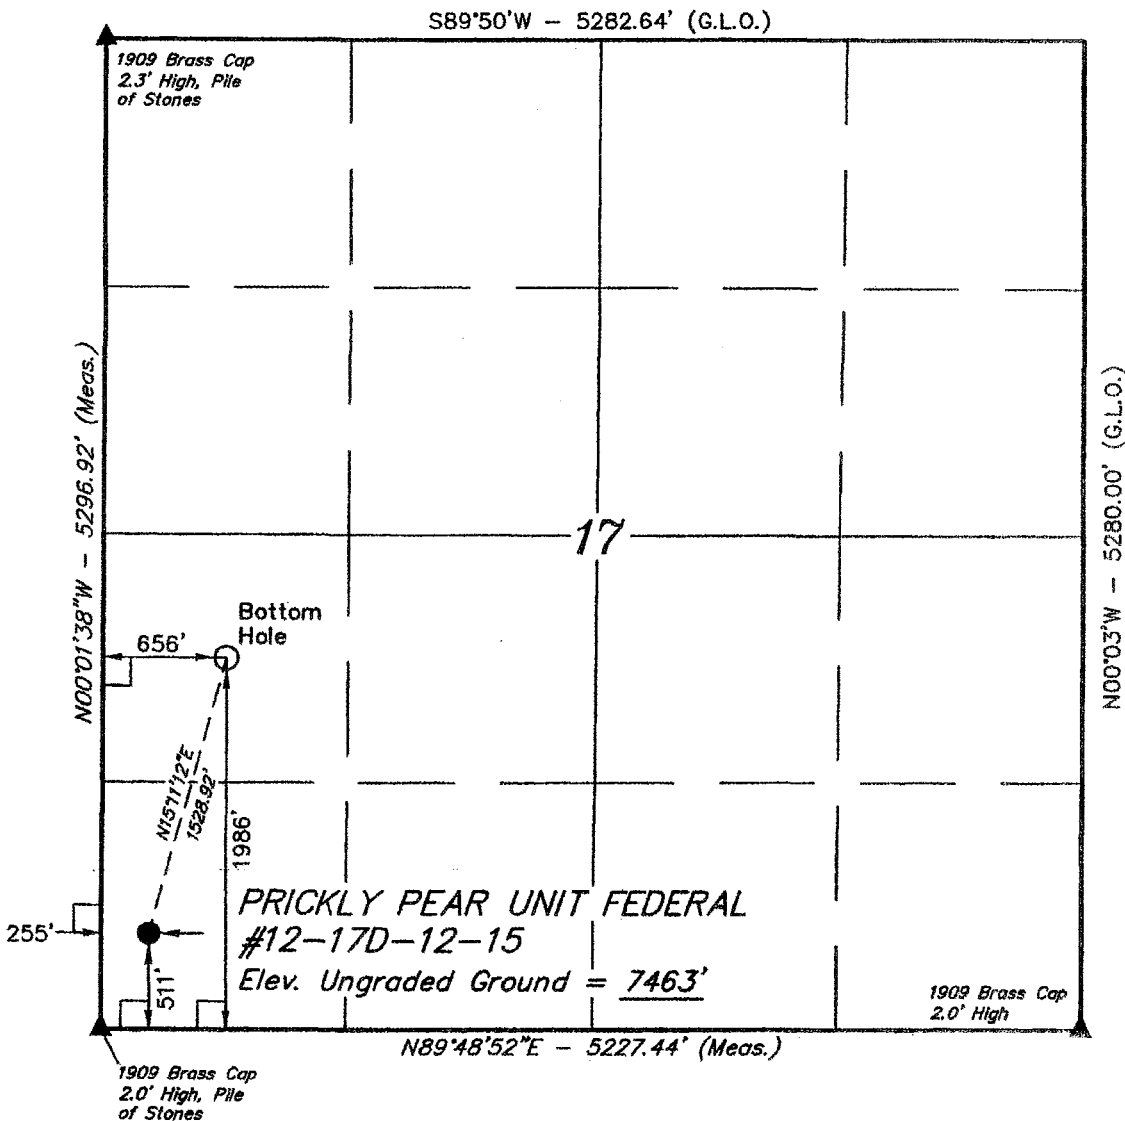 S89°50'W - 5282.64' (G.L.O.)
1909 Brass Cap
2.3' High, Pile
of Stones
N00°01'38"W - 5296.92' (Meas.)
N00°03"W - 5280.00' (G.L.O.)
17
Bottom
Hole
656'
N15°11'12"E
1528.92'
1986'
PRICKLY PEAR UNIT FEDERAL
#12-17D-12-15
Elev. Ungraded Ground = 7463'
255'
511'
1909 Brass Cap
2.0' High
N89°48'52"E - 5227.44' (Meas.)
1909 Brass Cap
2.0' High, Pile
of Stones